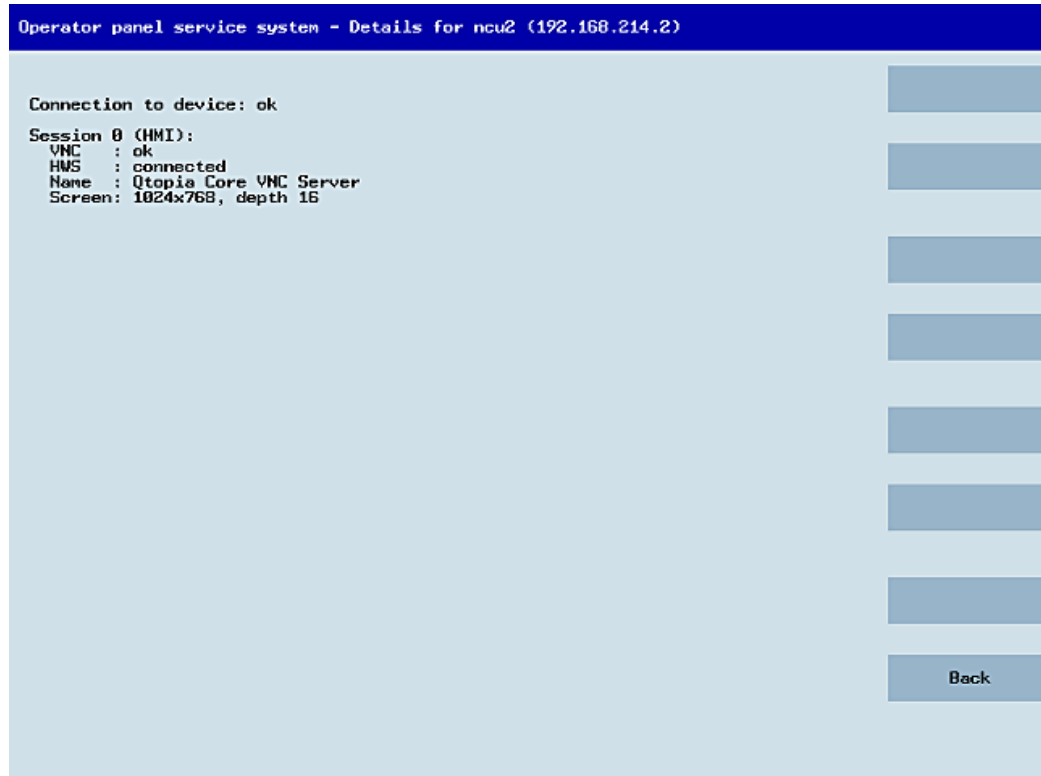 Operator panel service system - Details for ncu2 (192.168.214.2)
Connection to device: ok
Session 0 (HMI):
VNC : ok
HWS : connected
Name : Qtopia Core VNC Server
Screen: 1024x768, depth 16
Back